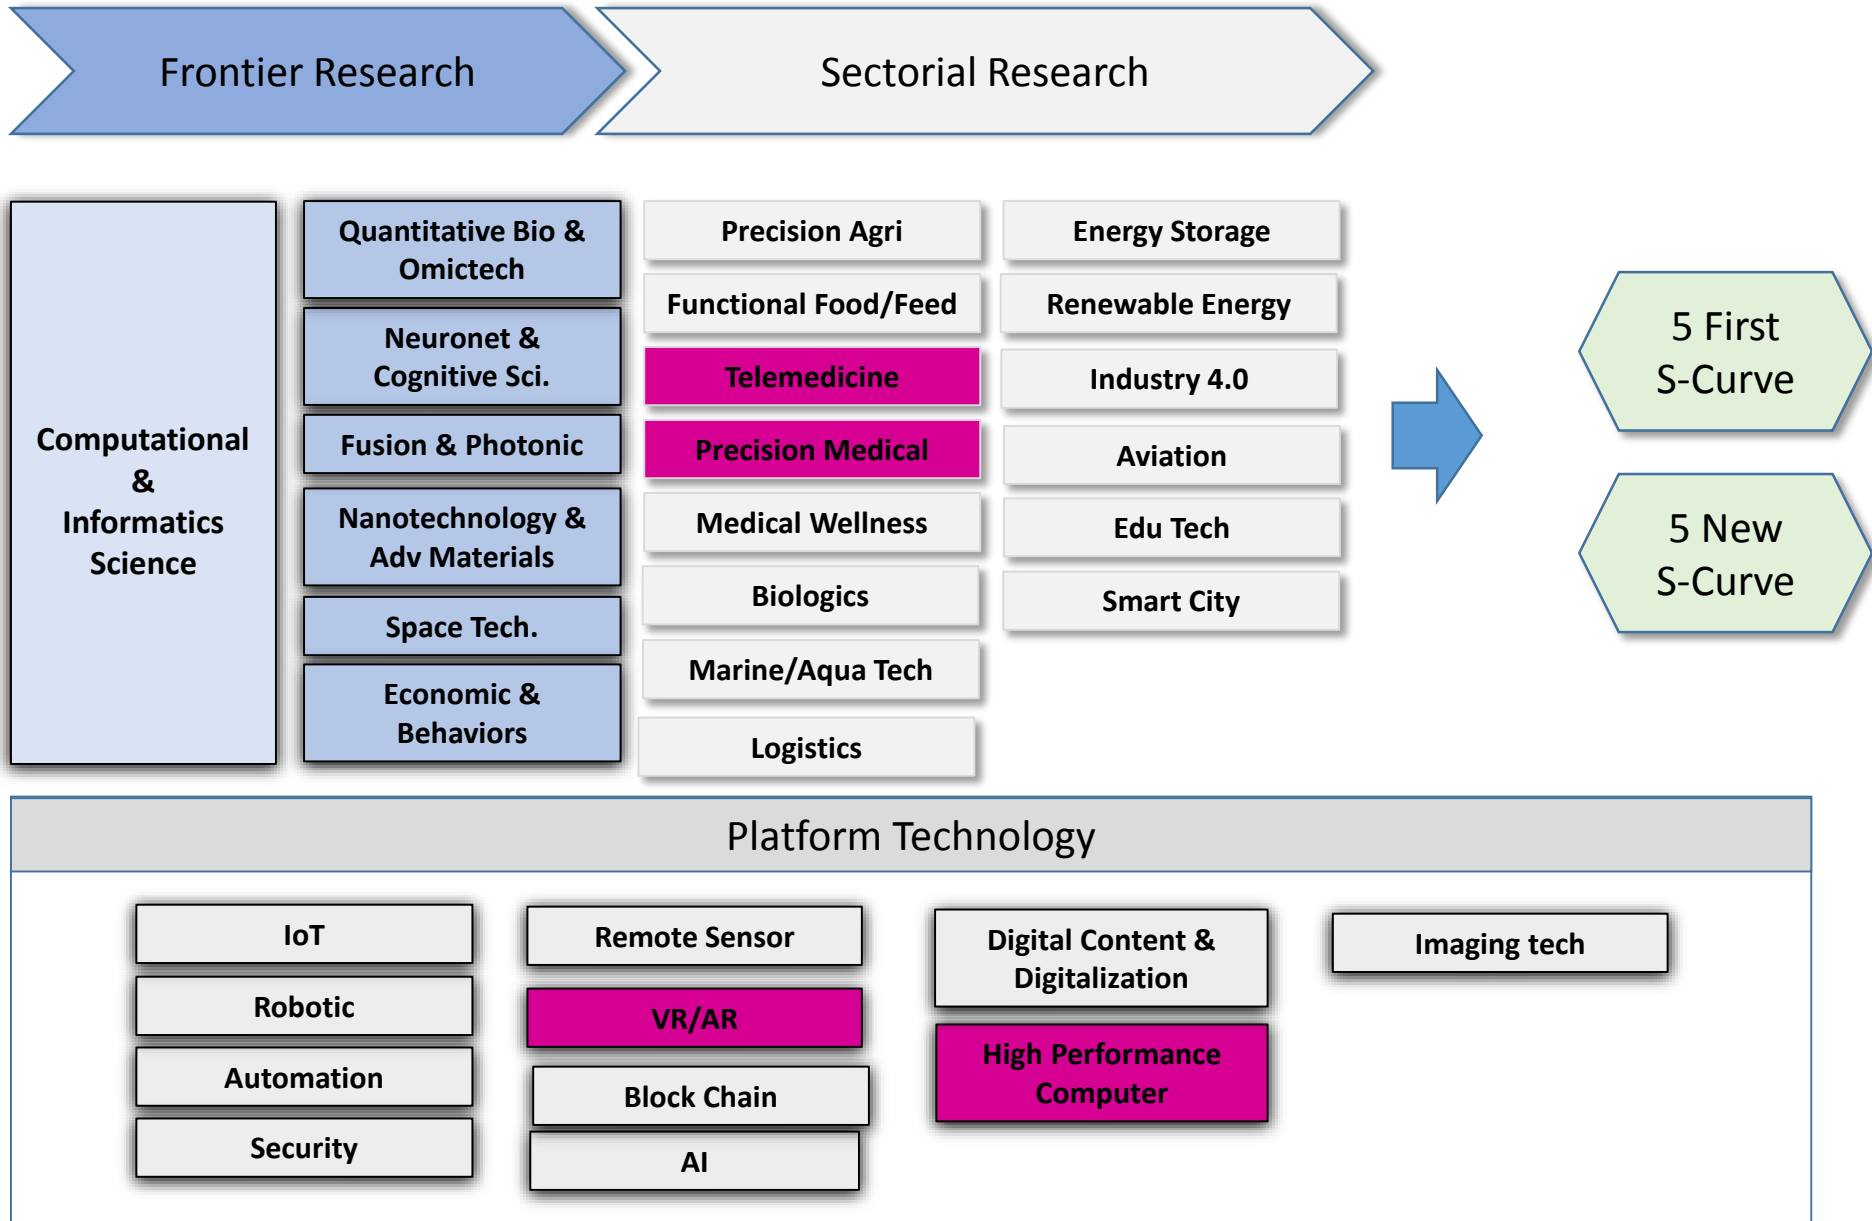 Frontier Research
Sectorial Research
Computational
&
Informatics
Science
Quantitative Bio &
Omictech
Neuronet &
Cognitive Sci.
Fusion & Photonic
Nanotechnology &
Adv Materials
Space Tech.
Economic &
Behaviors
Precision Agri
Functional Food/Feed
Telemedicine
Precision Medical
Medical Wellness
Biologics
Marine/Aqua Tech
Logistics
Energy Storage
Renewable Energy
Industry 4.0
Aviation
Edu Tech
Smart City
5 First
S-Curve
5 New
S-Curve
Platform Technology
IoT
Robotic
Automation
Security
Remote Sensor
VR/AR
Block Chain
AI
Digital Content &
Digitalization
High Performance
Computer
Imaging tech